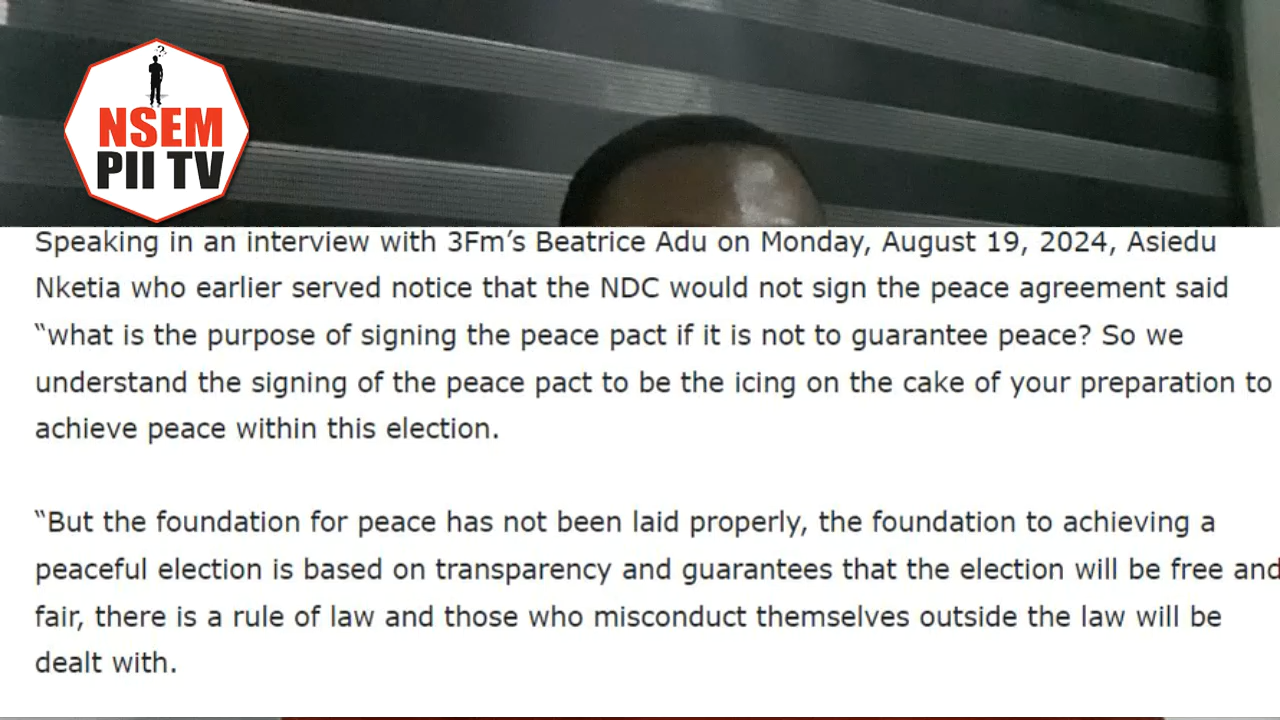 ?
NSEM
PII TV
Speaking in an interview with 3Fm’s Beatrice Adu on Monday, August 19, 2024, Asiedu
Nketia who earlier served notice that the NDC would not sign the peace agreement said
“what is the purpose of signing the peace pact if it is not to guarantee peace? So we
understand the signing of the peace pact to be the icing on the cake of your preparation to
achieve peace within this election.
“But the foundation for peace has not been laid properly, the foundation to achieving a
peaceful election is based on transparency and guarantees that the election will be free and
fair, there is a rule of law and those who misconduct themselves outside the law will be
dealt with.